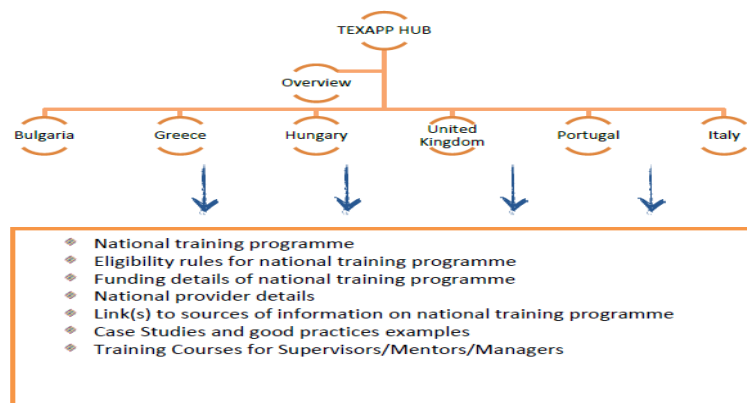 TEXAPP HUB
Overview
Bulgaria
Greece
Hungary
United
Kingdom
Portugal
Italy
National training programme
Eligibility rules for national training programme
Funding details of national training programme
National provider details
Link(s) to sources of information on national training programme
Case Studies and good practices examples
Training Courses for Supervisors/Mentors/Managers